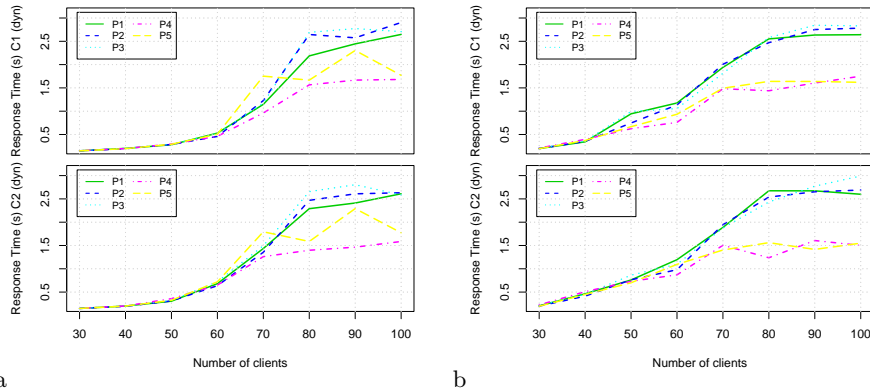 Response Time (s) C1 (dyn)
0.5 1.5 2.5
P1 P4
P2 P5
P3
Response Time (s) C2 (dyn)
0.5 1.5 2.5
P1 P4
P2 P5
P3
30 40 50 60 70 80 90 100
Number of clients
a
Response Time (s) C1 (dyn)
0.5 1.5 2.5
P1 P4
P2 P5
P3
Response Time (s) C2 (dyn)
0.5 1.5 2.5
P1 P4
P2 P5
P3
30 40 50 60 70 80 90 100
Number of clients
b